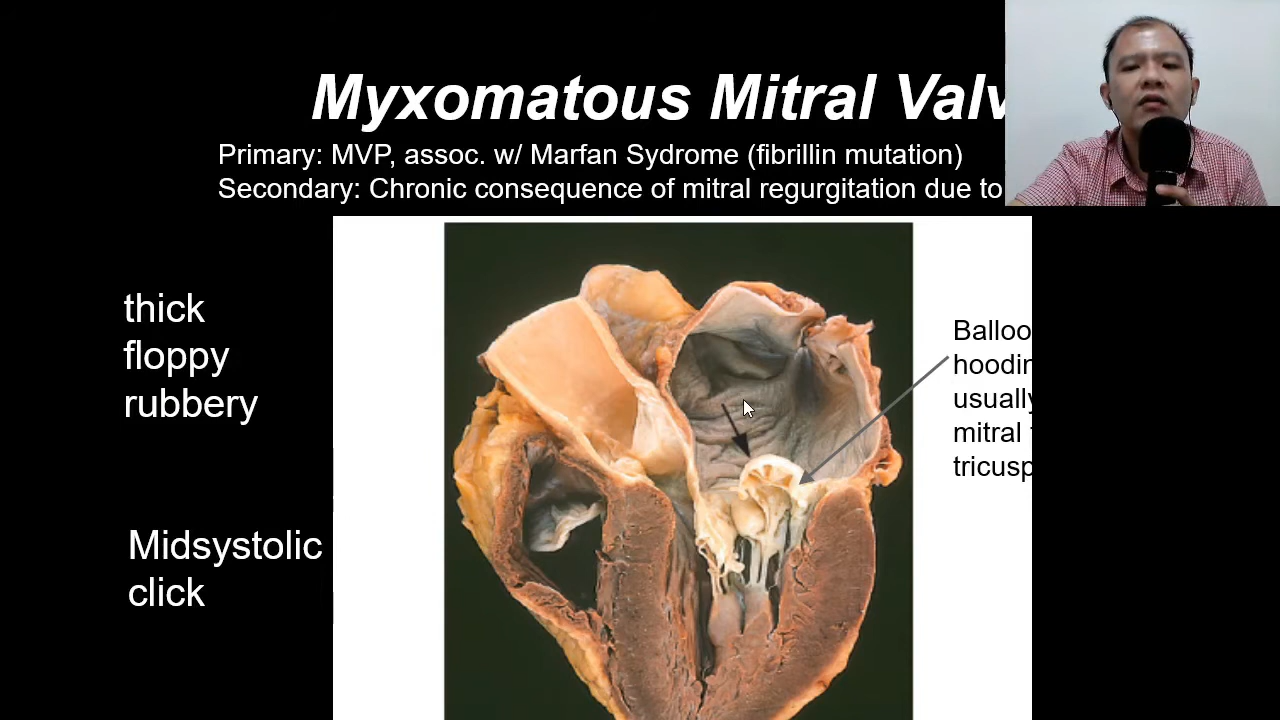 Myxomatous Mitral Valv
Primary: MVP, assoc. w/ Marfan Sydrome (fibrillin mutation)
Secondary: Chronic consequence of mitral regurgitation due to
thick
floppy
rubbery
Midsystolic
click
Balloo
hoodin
usually
mitral
tricusp